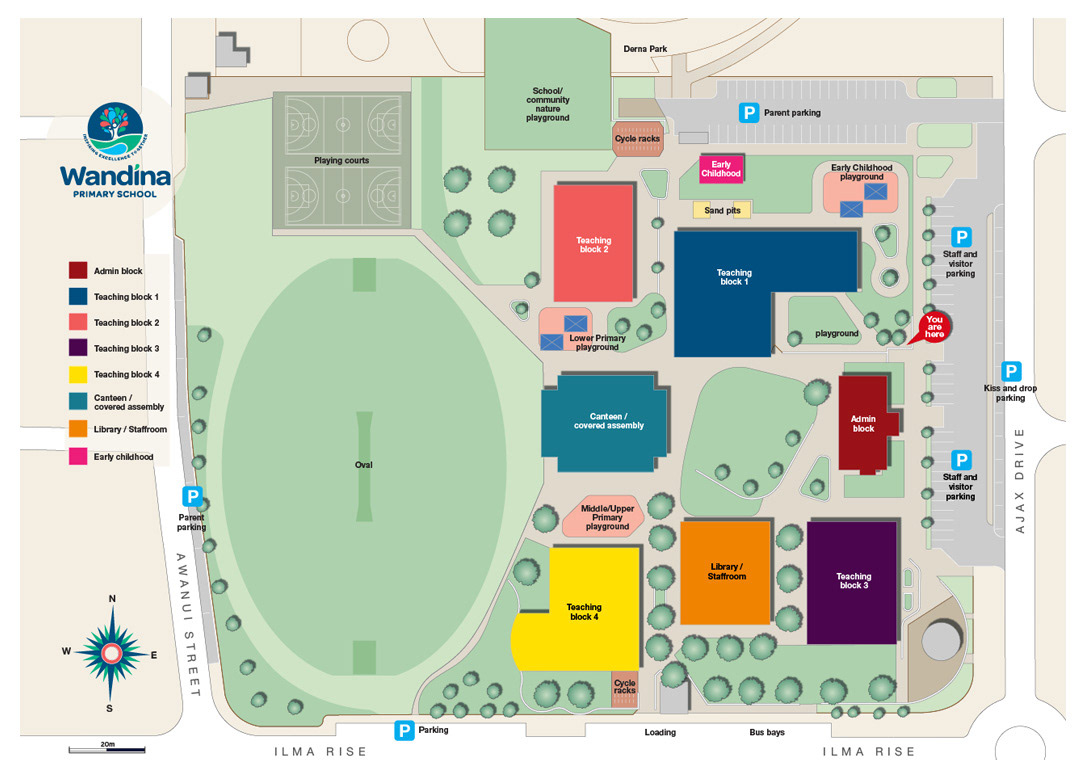 Derna Park
School/
community
nature
playground
P Parent parking
Cycle racks
Playing courts
Early
Childhood
Early Childhood
playground
Sand pits
INSPIRING EXCELLENCE TOGETHER
Wandina
PRIMARY SCHOOL
Teaching
block 2
Teaching
block 1
P
Staff and
visitor
parking
Admin block
Teaching block 1
Teaching block 2
Teaching block 3
Teaching block 4
Canteen /
covered assembly
Library / Staffroom
Early childhood
You
are
here
playground
Lower Primary
playground
P
Kiss and drop
parking
Canteen /
covered assembly
Admin
block
Oval
P
Staff and
visitor
parking
AJAX DRIVE
P
Parent
parking
Middle/Upper
Primary
playground
AWANUI STREET
Library /
Staffroom
Teaching
block 3
Teaching
block 4
N
W
E
S
Cycle
racks
P Parking
Loading
Bus bays
20m
ILMA RISE
ILMA RISE